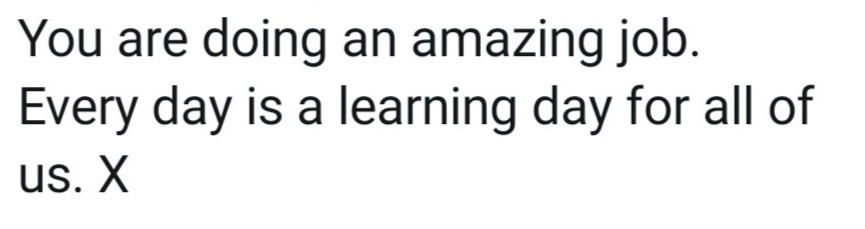 You are doing an amazing job.
Every day is a learning day for all of
us. X